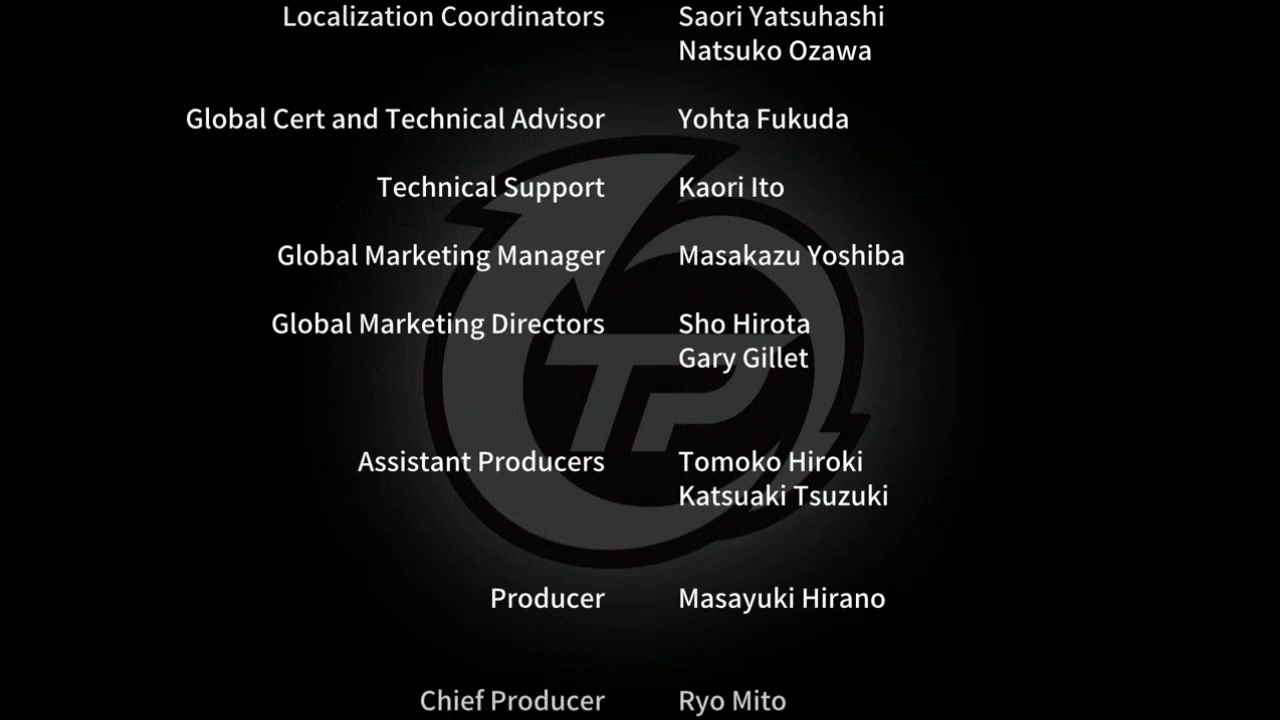 Localization Coordinators Saori Yatsuhashi
Natsuko Ozawa
Global Cert and Technical Advisor Yohta Fukuda
Technical Support Kaori Ito
Global Marketing Manager Masakazu Yoshiba
Global Marketing Directors Sho Hirota
Gary Gillet
TP
Assistant Producers Tomoko Hiroki
Katsuaki Tsuzuki
Producer Masayuki Hirano
Chief Producer Ryo Mito